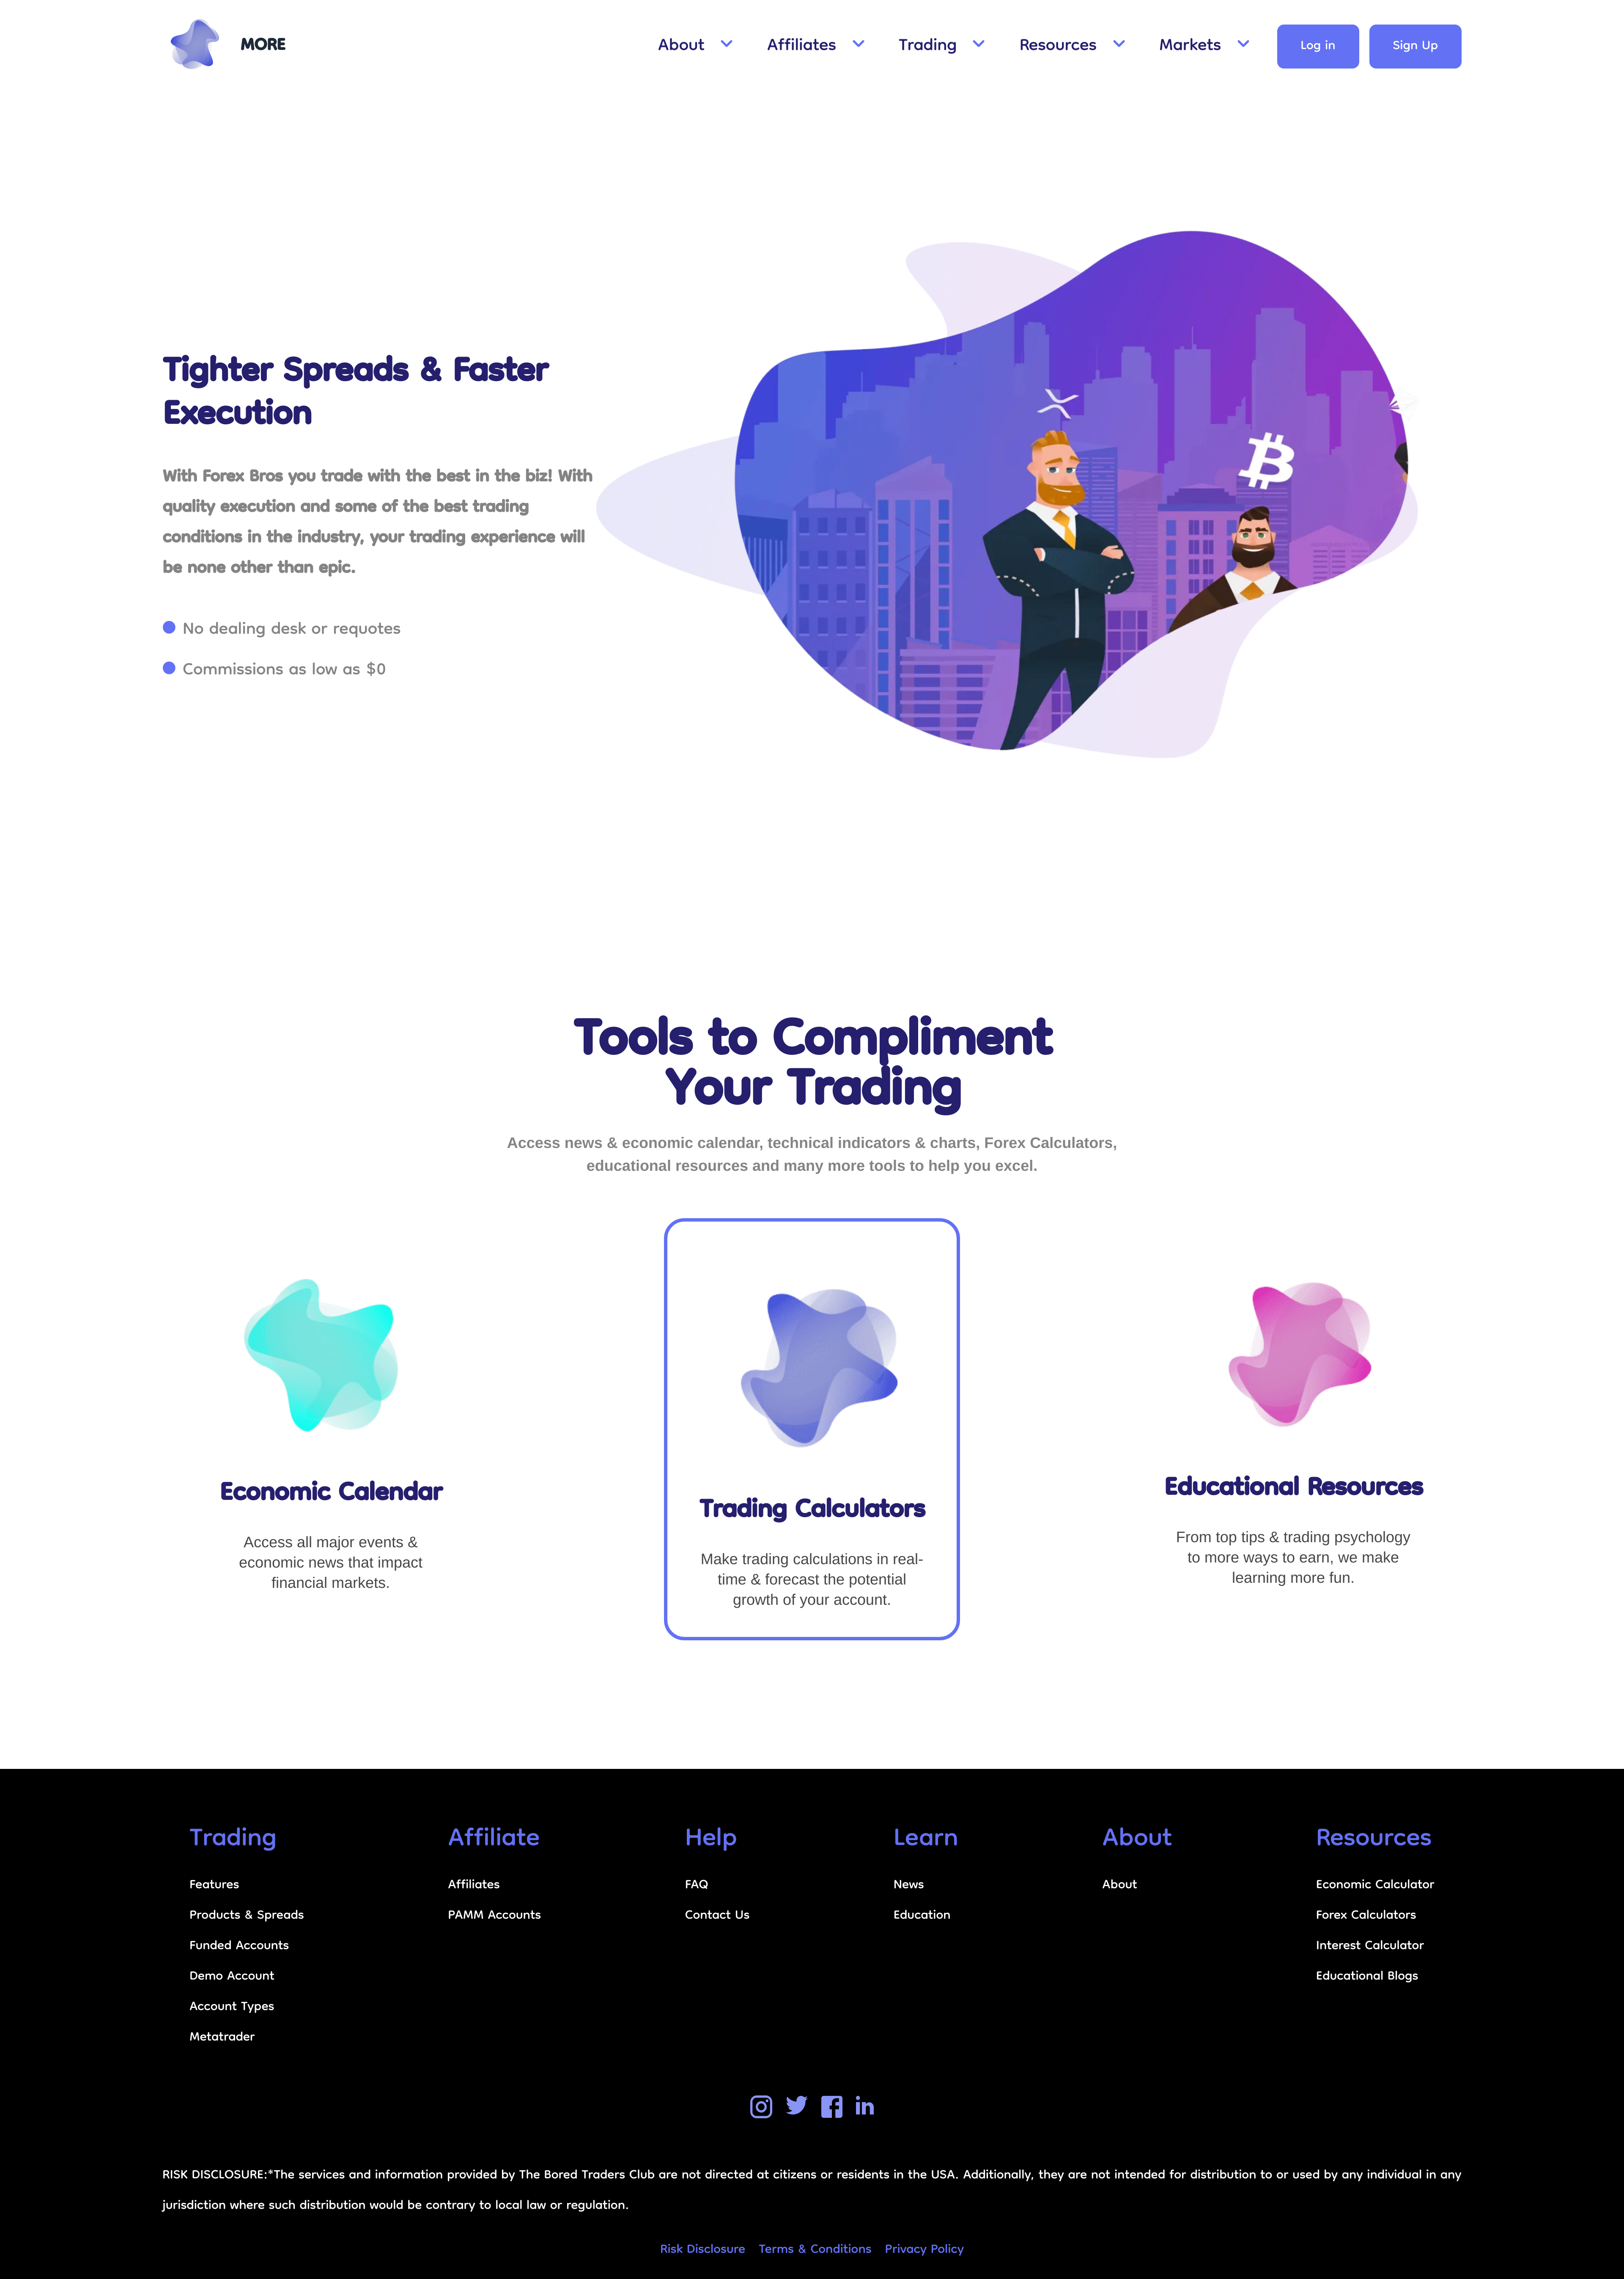 MORE
About
Affiliates
Trading
Resources
Markets
Log in
Sign Up
Tighter Spreads & Faster
Execution
With Forex Bros you trade with the best in the biz! With
quality execution and some of the best trading
conditions in the industry, your trading experience will
be none other than epic.
No dealing desk or requotes
Commissions as low as $0
Tools to Compliment
Your Trading
Access news & economic calendar, technical indicators & charts, Forex Calculators,
educational resources and many more tools to help you excel.
Economic Calendar
Access all major events &
economic news that impact
financial markets.
Trading Calculators
Make trading calculations in real-
time & forecast the potential
growth of your account.
Educational Resources
From top tips & trading psychology
to more ways to earn, we make
learning more fun.
Trading
Features
Products & Spreads
Funded Accounts
Demo Account
Account Types
Metatrader
Affiliate
Affiliates
PAMM Accounts
Help
FAQ
Contact Us
Learn
News
Education
About
About
Resources
Economic Calculator
Forex Calculators
Interest Calculator
Educational Blogs
RISK DISCLOSURE:*The services and information provided by The Bored Traders Club are not directed at citizens or residents in the USA. Additionally, they are not intended for distribution to or used by any individual in any
jurisdiction where such distribution would be contrary to local law or regulation.
Risk Disclosure
Terms & Conditions
Privacy Policy